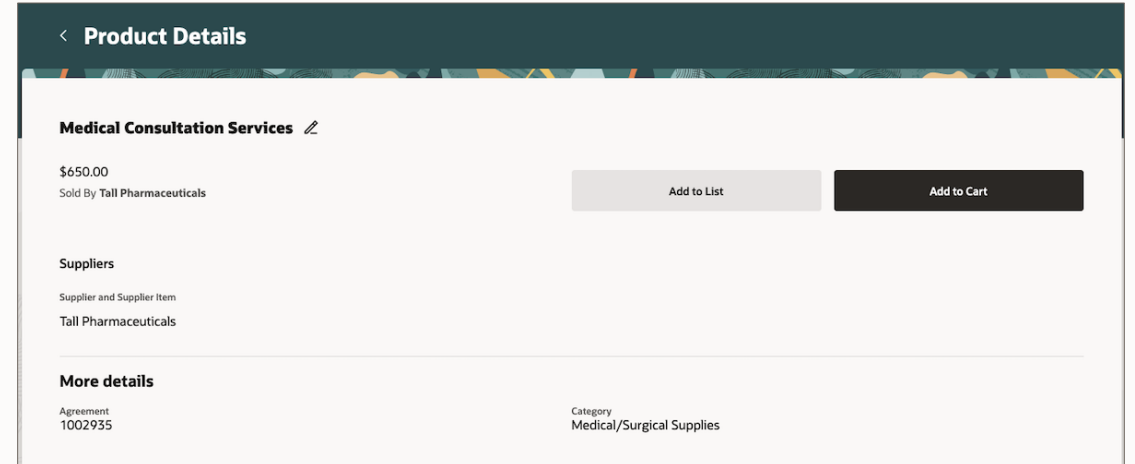 Product Details
Medical Consultation Services
$650.00
Sold By Tall Pharmaceuticals
Add to List
Add to Cart
Suppliers
Supplier and Supplier Item
Tall Pharmaceuticals
More details
Agreement
1002935
Category
Medical/Surgical Supplies